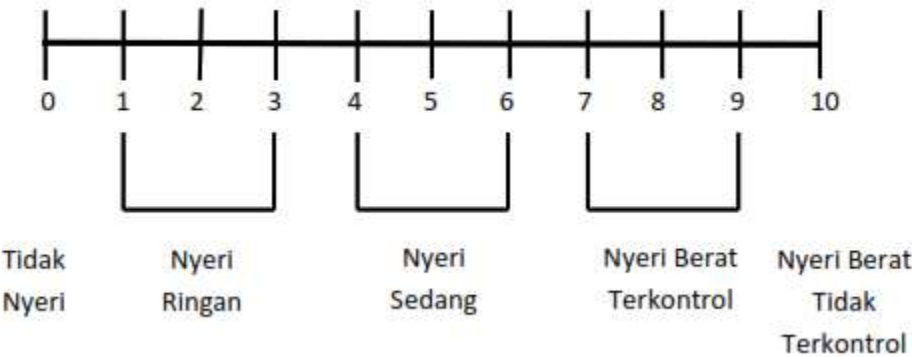 0 1 2 3 4 5 6 7 8 9 10
Tidak
Nyeri
Nyeri
Ringan
Nyeri
Sedang
Nyeri Berat
Terkontrol
Nyeri Berat
Tidak
Terkontrol